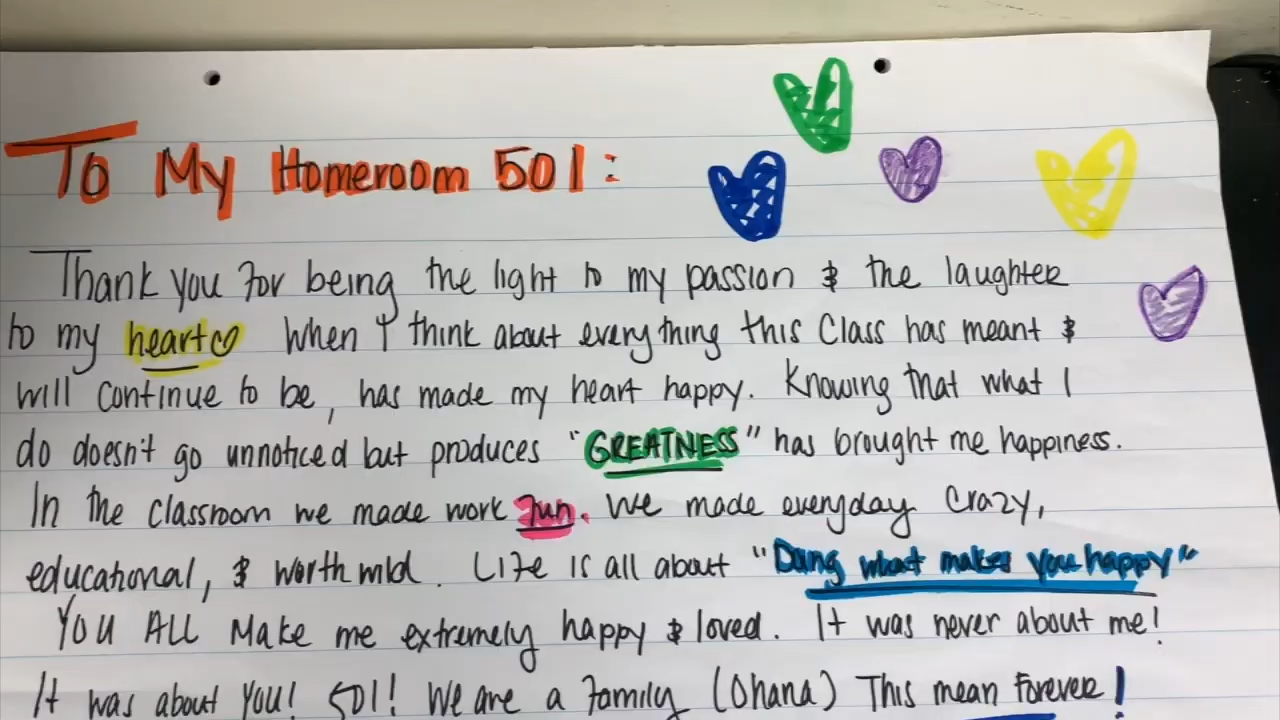 To My Homeroom 501:
Thank you for being the light to my passion & the laughter
to my heart♡ When I think about everything this Class has meant &
will continue to be, has made my heart happy. Knowing that what I
do doesn't go unnoticed but produces "GREATNESS" has brought me happiness.
In the classroom we made work fun. We made everyday Crazy,
educational, & worth wild. Life is all about "Doing what makes you happy"
YOU ALL Make me extremely happy & loved. It was never about me!
It was about YOU! 501! We are a family (Ohana) This mean Forever!